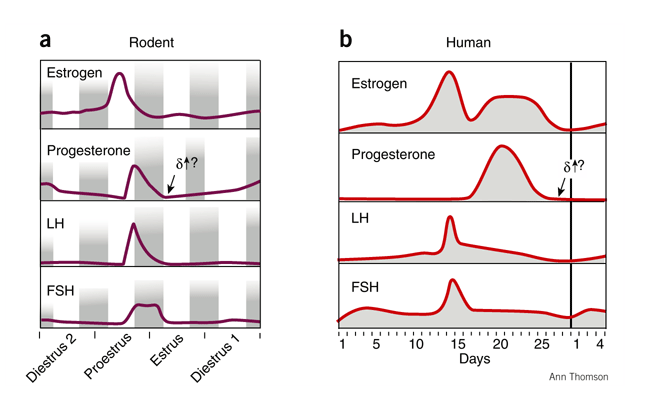 a
Rodent
Estrogen
Progesterone
δ↑?
LH
FSH
Diestrus 2
Proestrus
Estrus
Diestrus 1
b
Human
Estrogen
Progesterone
δ↑?
LH
FSH
1 5 10 15 20 25 1 4
Days
Ann Thomson